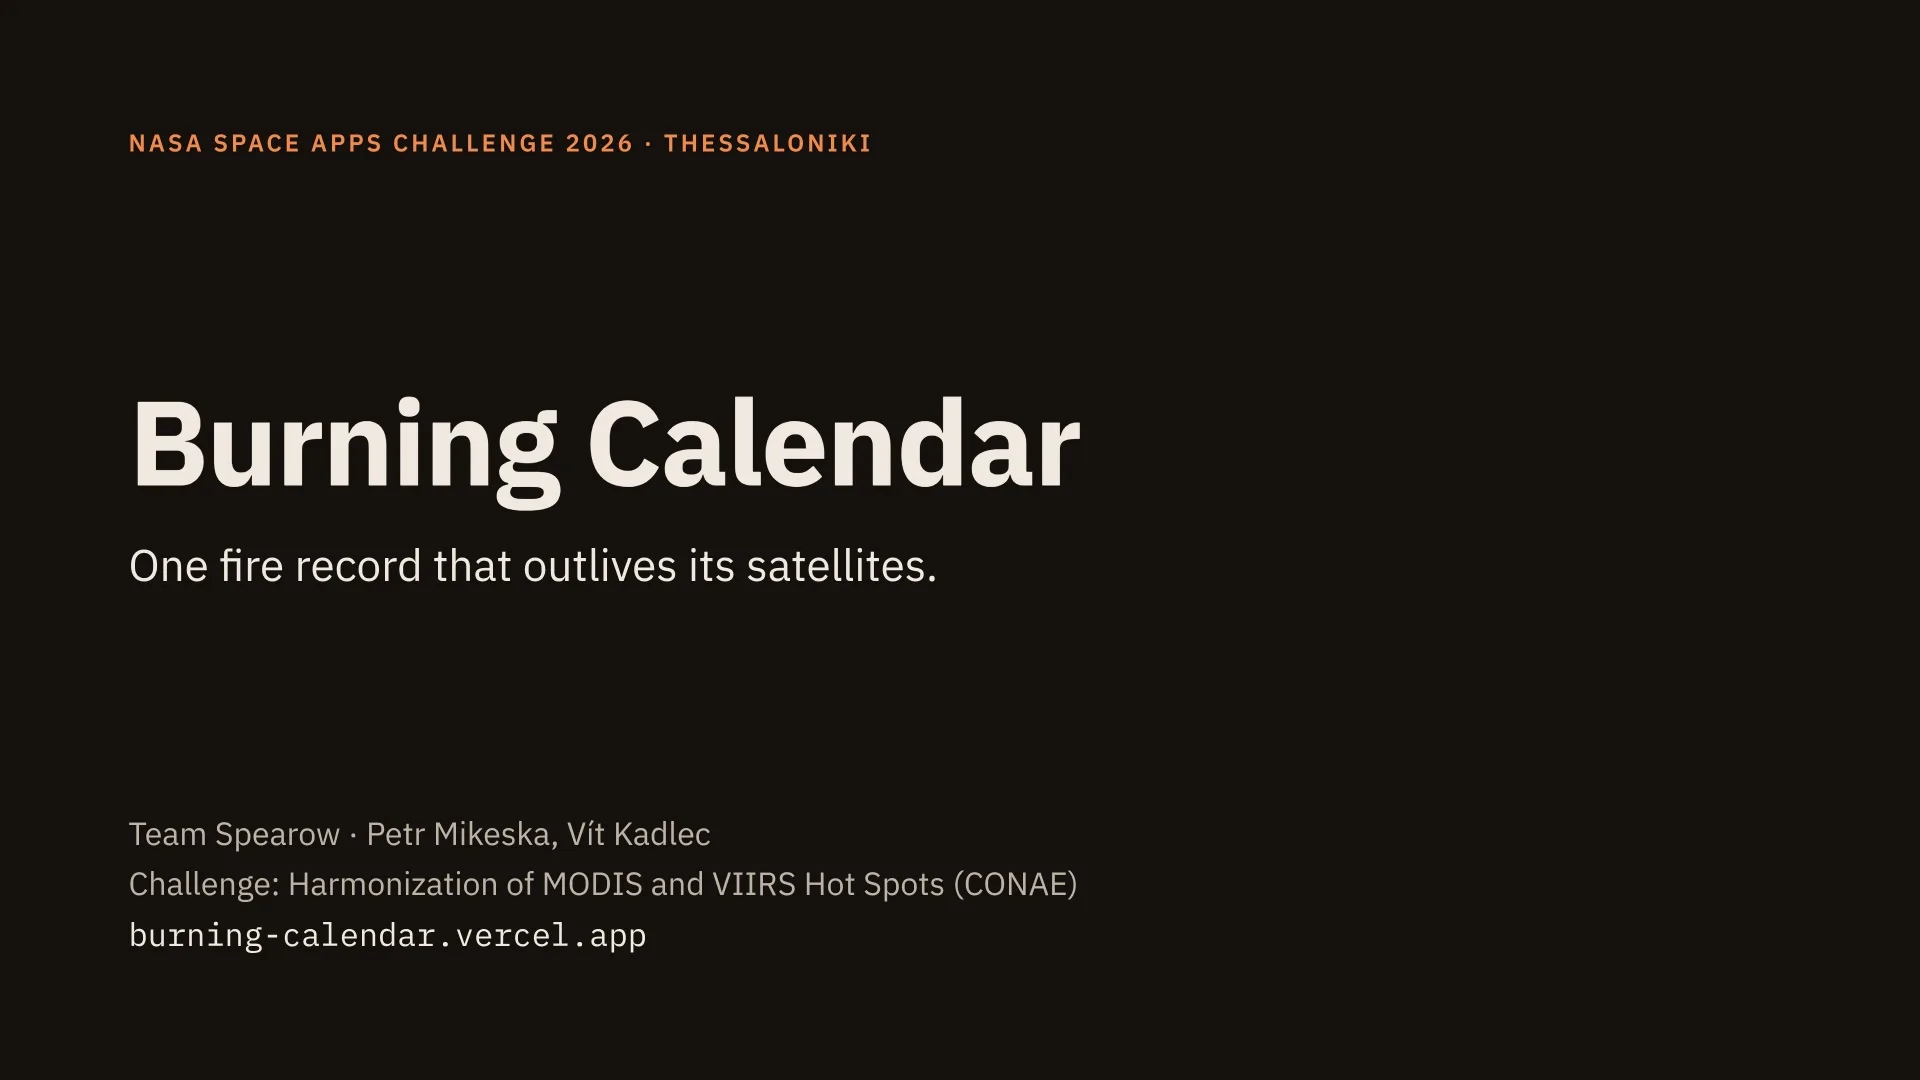 NASA SPACE APPS CHALLENGE 2026 · THESSALONIKI
Burning Calendar
One fire record that outlives its satellites.
Team Spearow · Petr Mikeska, Vít Kadlec
Challenge: Harmonization of MODIS and VIIRS Hot Spots (CONAE)
burning-calendar.vercel.app